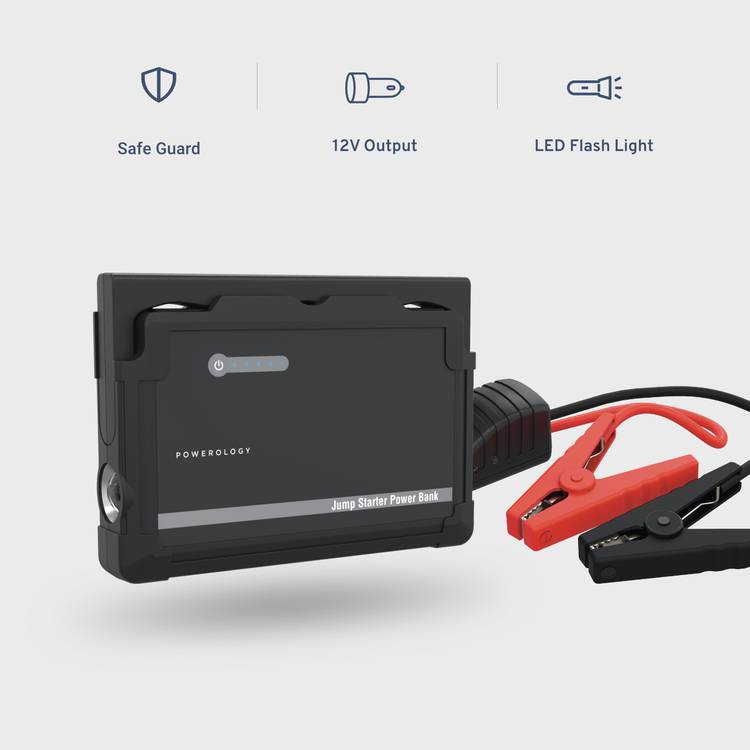 Safe Guard
12V Output
LED Flash Light
POWEROLOGY
Jump Starter Power Bank